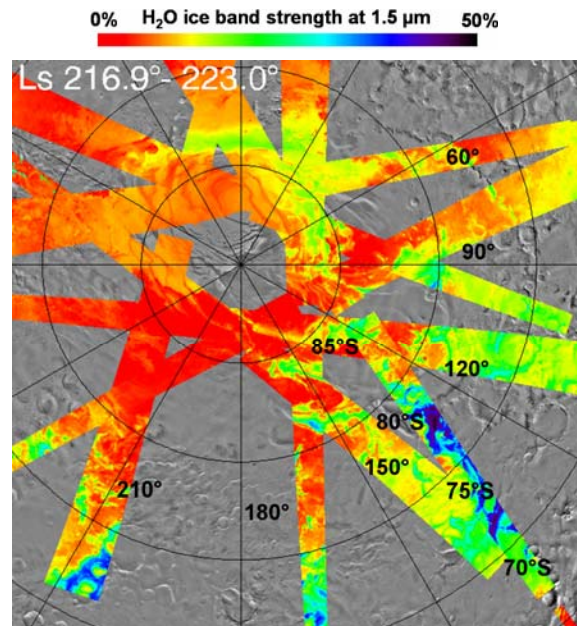 0% H₂O ice band strength at 1.5 µm 50%
Ls 216.9°- 223.0°
60°
90°
85°S
120°
80°S
150°
75°S
210°
180°
70°S